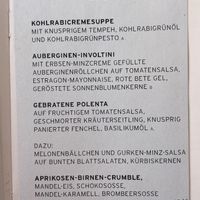 KOHLRABICREMESUPPE
MIT KNUSPRIGEM TEMPEH, KOHLRABIGRÜNÖL
UND KOHLRABIGRÜNPESTO A
AUBERGINEN-INVOLTINI
MIT ERBSEN-MINZCREME GEFÜLLTE
AUBERGINENRÖLLCHEN AUF TOMATENSALSA,
ESTRAGON-MAYONNAISE, ROTE BETE GEL,
GERÖSTETE SONNENBLUMENKERNE
GEBRATENE POLENTA
AUF FRUCHTIGEM TOMATENSALSA,
GESCHMORTER KRÄUTERSEITLING, KNUSPRIG
PANIERTER FENCHEL, BASILIKUMÖL
DAZU:
MELONENBÄLLCHEN UND GURKEN-MINZ-SALSA
AUF BUNTEN BLATTSALATEN, KÜRBISKERNEN
APRIKOSEN-BIRNEN-CRUMBLE,
MANDEL-EIS, SCHOKOSOSSE,
MANDEL-KARAMELL, BROMBEERSOSSE